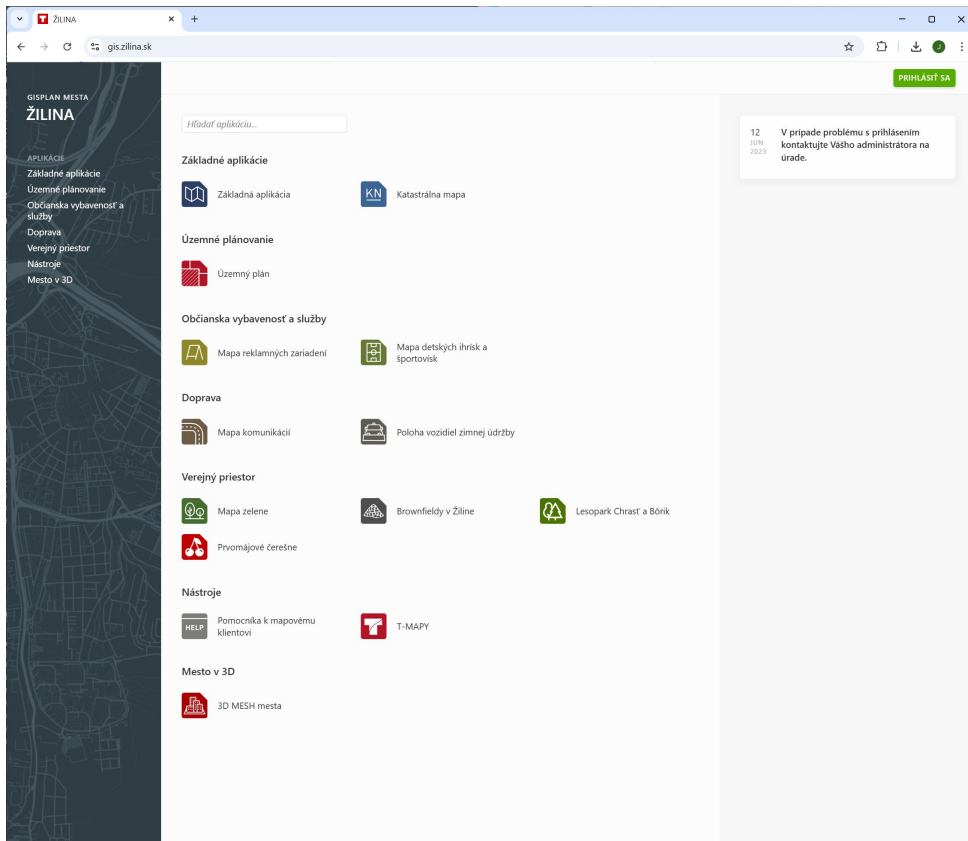 ŽILINA
gis.zilina.sk
J
PRIHLÁSIŤ SA
GISPLAN MESTA
ŽILINA
APLIKÁCIE
Základné aplikácie
Územné plánovanie
Občianska vybavenosť a
služby
Doprava
Verejný priestor
Nástroje
Mesto v 3D
Hľadať aplikáciu...
Základné aplikácie
Základná aplikácia
KN
Katastrálna mapa
Územné plánovanie
Územný plán
Občianska vybavenosť a služby
Mapa reklamných zariadení
Mapa detských ihrísk a
športovísk
Doprava
Mapa komunikácií
Poloha vozidiel zimnej údržby
Verejný priestor
Mapa zelene
Brownfieldy v Žiline
Lesopark Chrasť a Bôrik
Prvomájové čerešne
Nástroje
HELP
Pomocníka k mapovému
klientovi
T-MAPY
Mesto v 3D
3D MESH mesta
12
JUN
2023
V prípade problému s prihlásením
kontaktujte Vášho administrátora na
úrade.